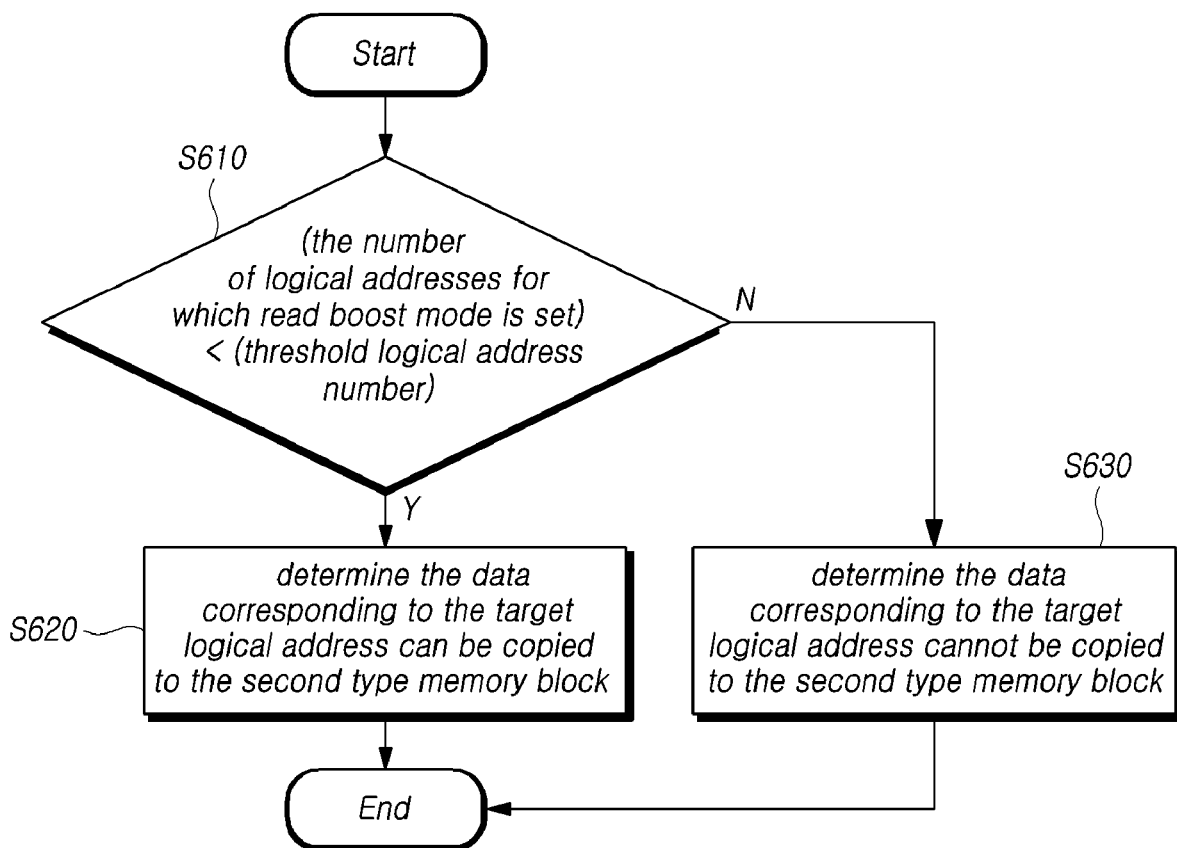 Start
S610
(the number
of logical addresses for
which read boost mode is set)
< (threshold logical address
number)
N
Y
S630
determine the data
corresponding to the target
logical address can be copied
to the second type memory block
S620
determine the data
corresponding to the target
logical address cannot be copied
to the second type memory block
End